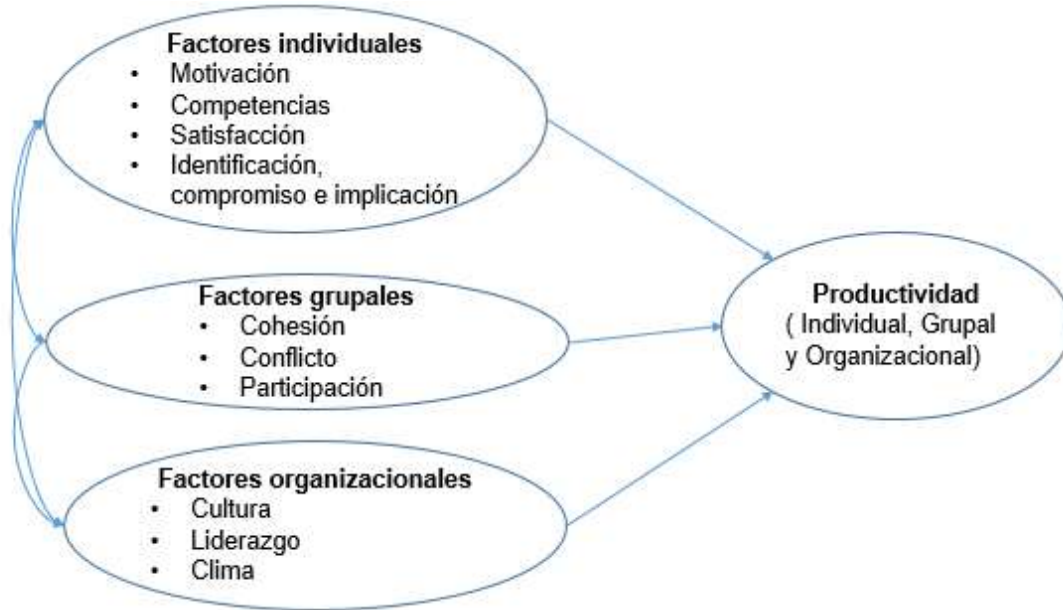 Factores individuales
• Motivación
• Competencias
• Satisfacción
• Identificación,
compromiso e implicación
Factores grupales
• Cohesión
• Conflicto
• Participación
Productividad
( Individual, Grupal
y Organizacional)
Factores organizacionales
• Cultura
• Liderazgo
• Clima